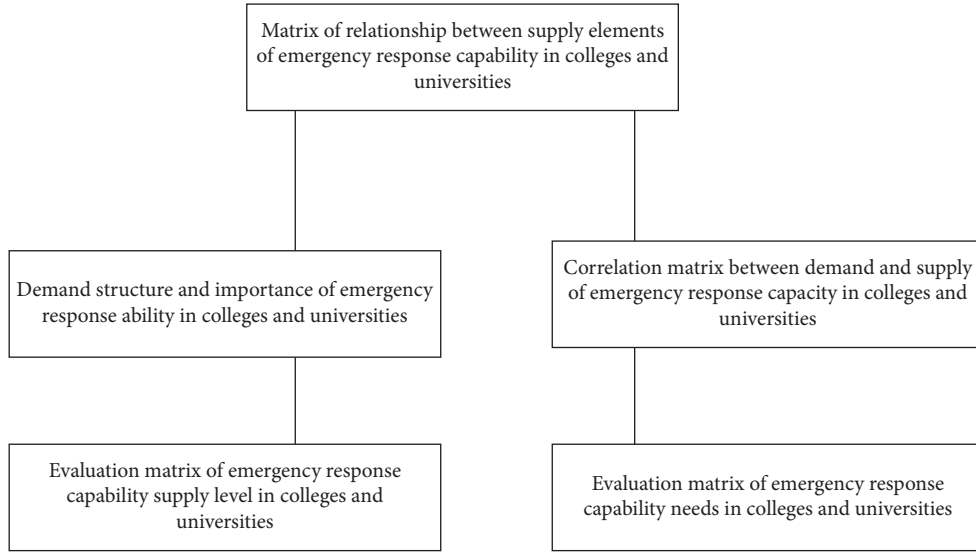 Matrix of relationship between supply elements
of emergency response capability in colleges and
universities
Demand structure and importance of emergency
response ability in colleges and universities
Correlation matrix between demand and supply
of emergency response capacity in colleges and
universities
Evaluation matrix of emergency response
capability supply level in colleges and
universities
Evaluation matrix of emergency response
capability needs in colleges and universities